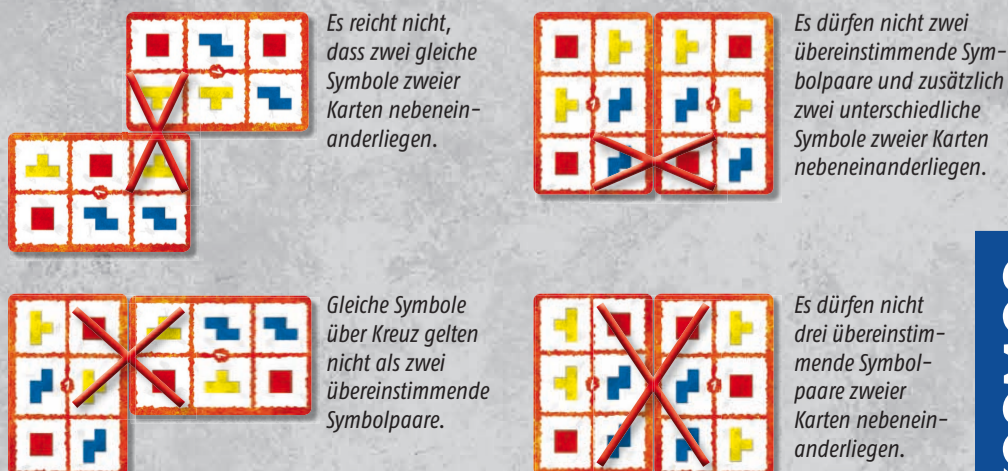 Es reicht nicht,
dass zwei gleiche
Symbole zweier
Karten nebenein-
anderliegen.
Es dürfen nicht zwei
übereinstimmende Sym-
bolpaare und zusätzlich
zwei unterschiedliche
Symbole zweier Karten
nebeneinanderliegen.
Gleiche Symbole
über Kreuz gelten
nicht als zwei
übereinstimmende
Symbolpaare.
Es dürfen nicht
drei übereinstim-
mende Symbol-
paare zweier
Karten nebenein-
anderliegen.